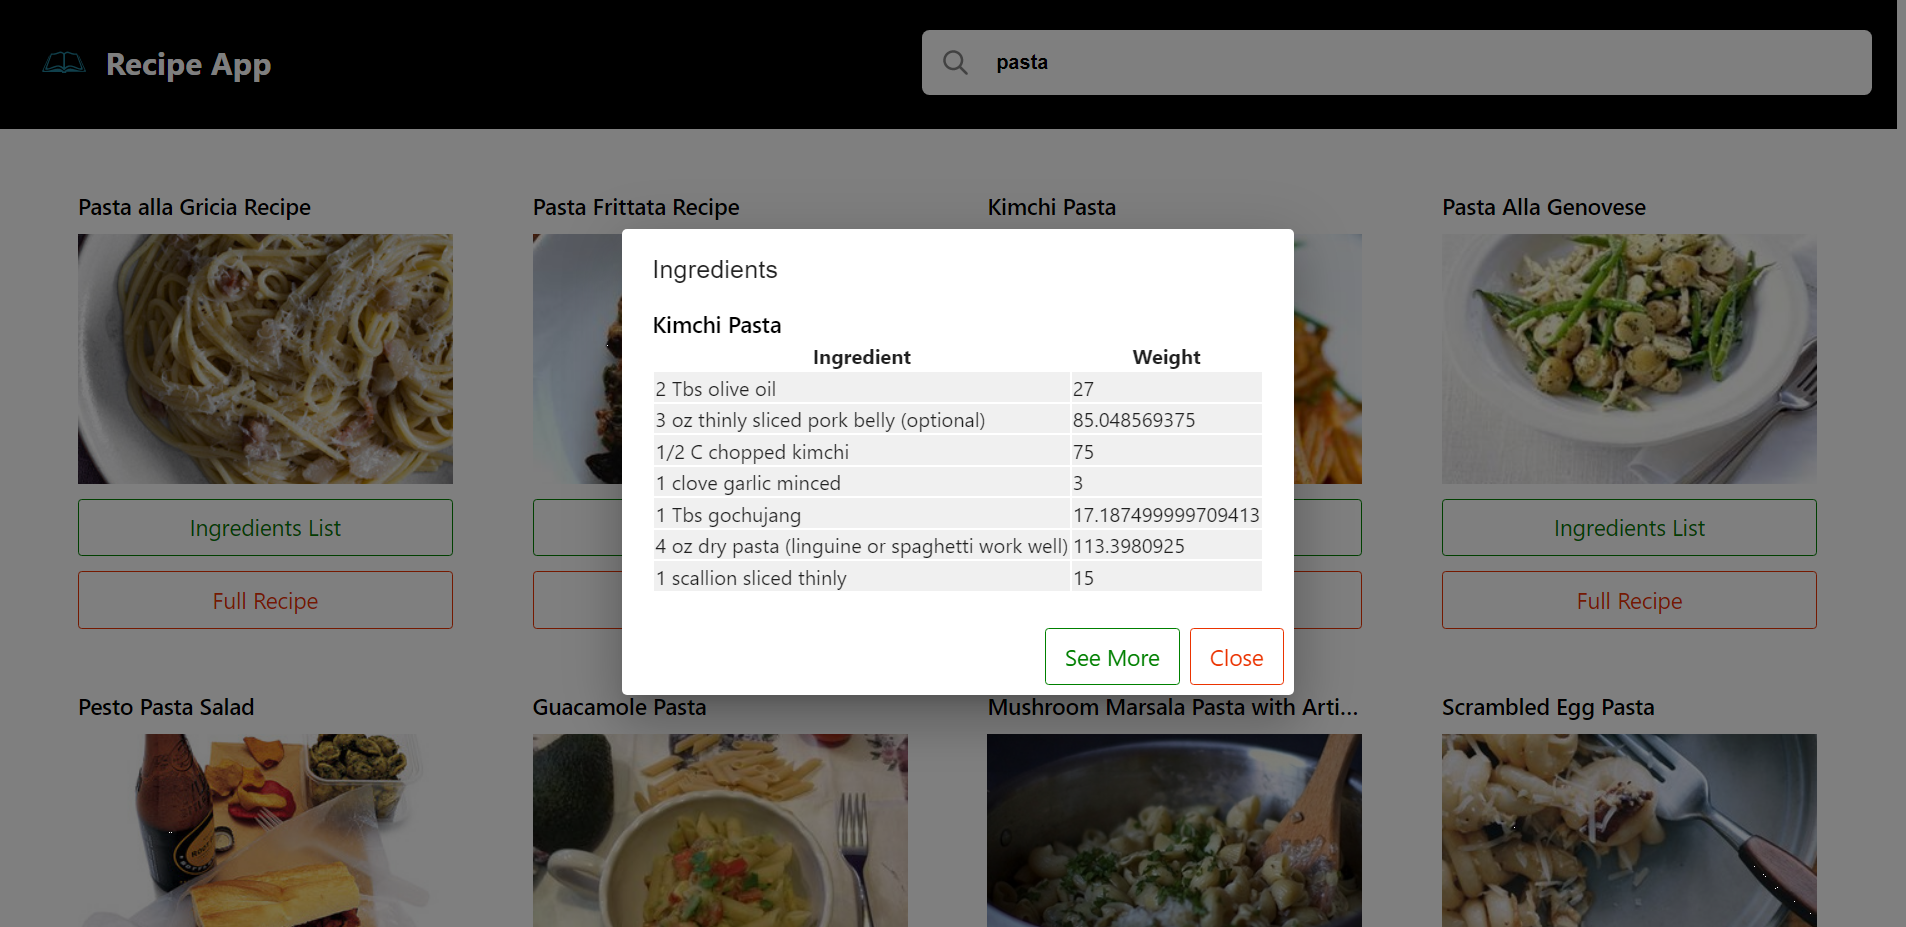 Recipe App
pasta
Pasta alla Gricia Recipe
Pasta Frittata Recipe
Kimchi Pasta
Pasta Alla Genovese
Ingredients
Kimchi Pasta
Ingredient Weight
2 Tbs olive oil 27
3 oz thinly sliced pork belly (optional) 85.048569375
1/2 C chopped kimchi 75
1 clove garlic minced 3
1 Tbs gochujang 17.187499999709413
4 oz dry pasta (linguine or spaghetti work well) 113.3980925
1 scallion sliced thinly 15
See More
Close
Ingredients List
Full Recipe
Ingredients List
Full Recipe
Pesto Pasta Salad
Guacamole Pasta
Mushroom Marsala Pasta with Arti...
Scrambled Egg Pasta